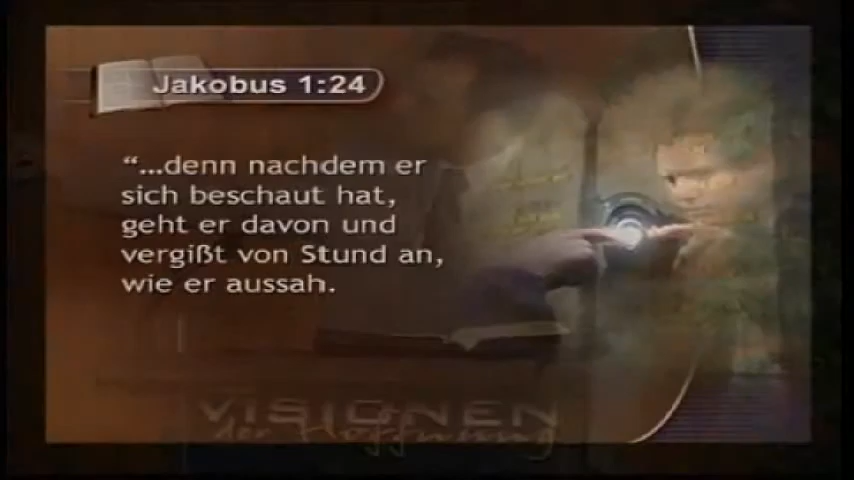 Jakobus 1:24
“...denn nachdem er
sich beschaut hat,
geht er davon und
vergißt von Stund an,
wie er aussah.
VISIONEN
der Hoffnung